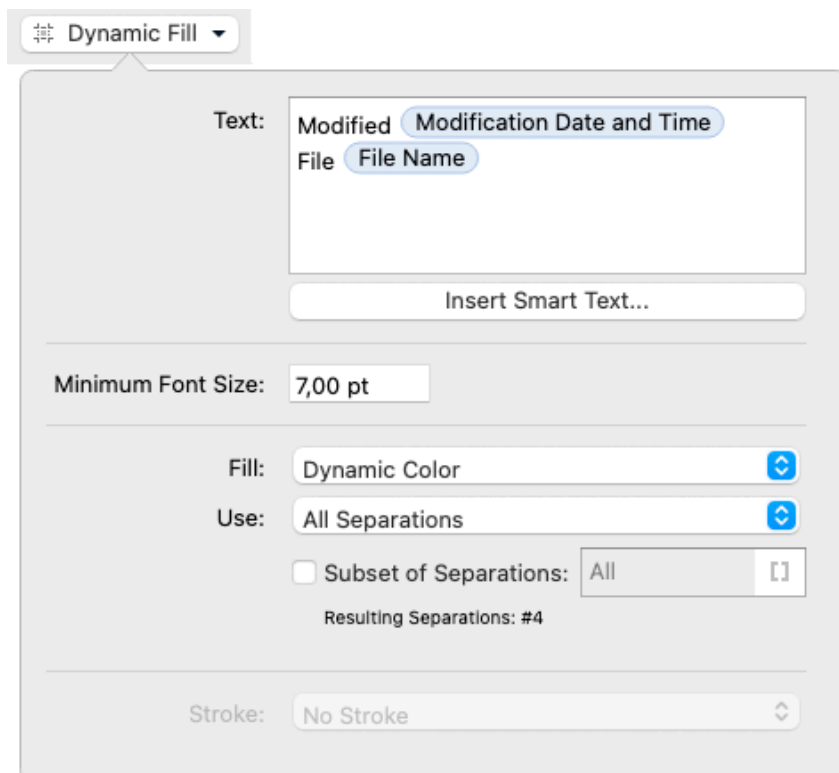 Dynamic Fill
Text: Modified Modification Date and Time
File File Name
Insert Smart Text...
Minimum Font Size: 7,00 pt
Fill: Dynamic Color
Use: All Separations
Subset of Separations: All
Resulting Separations: #4
Stroke: No Stroke